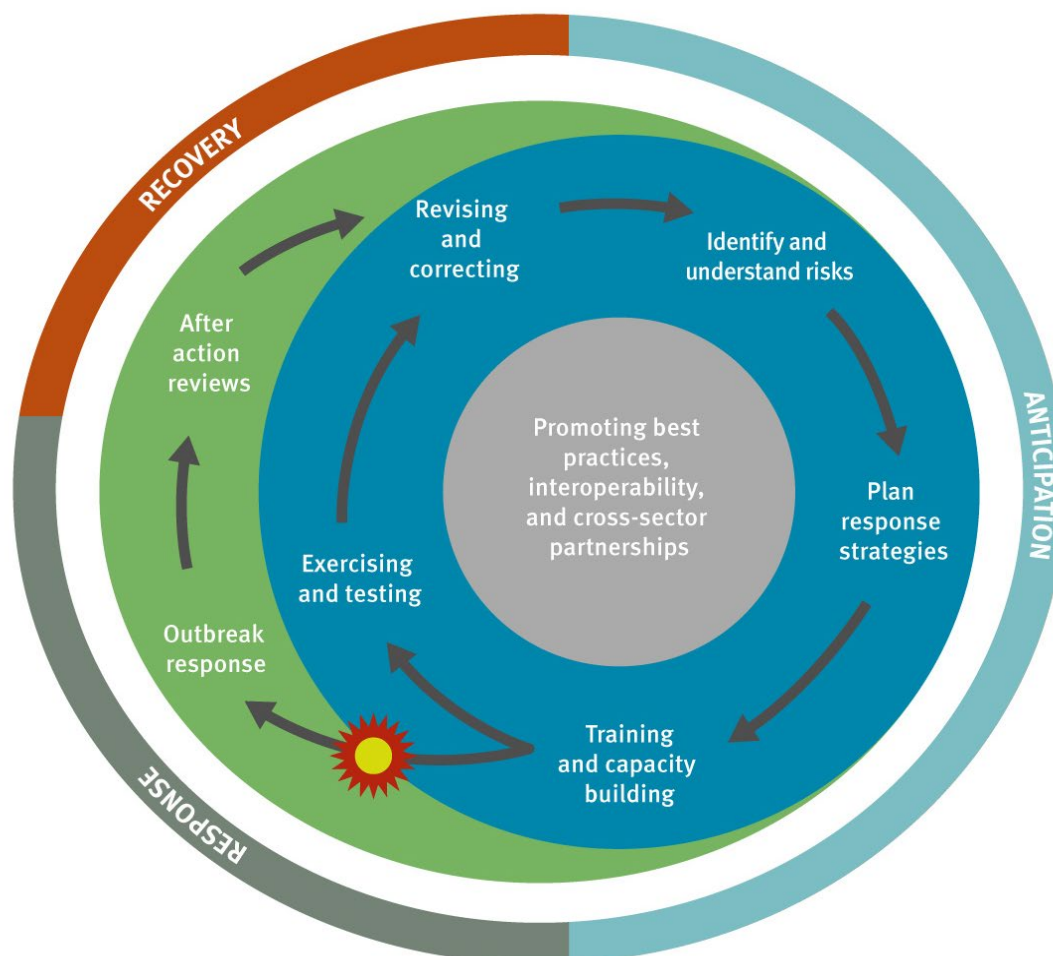 RECOVERY
Revising
and
correcting
Identify and
understand risks
After
action
reviews
Promoting best
practices,
interoperability,
and cross-sector
partnerships
ANTICIPATION
Plan
response
strategies
Exercising
and testing
Outbreak
response
Training
and capacity
building
RESPONSE